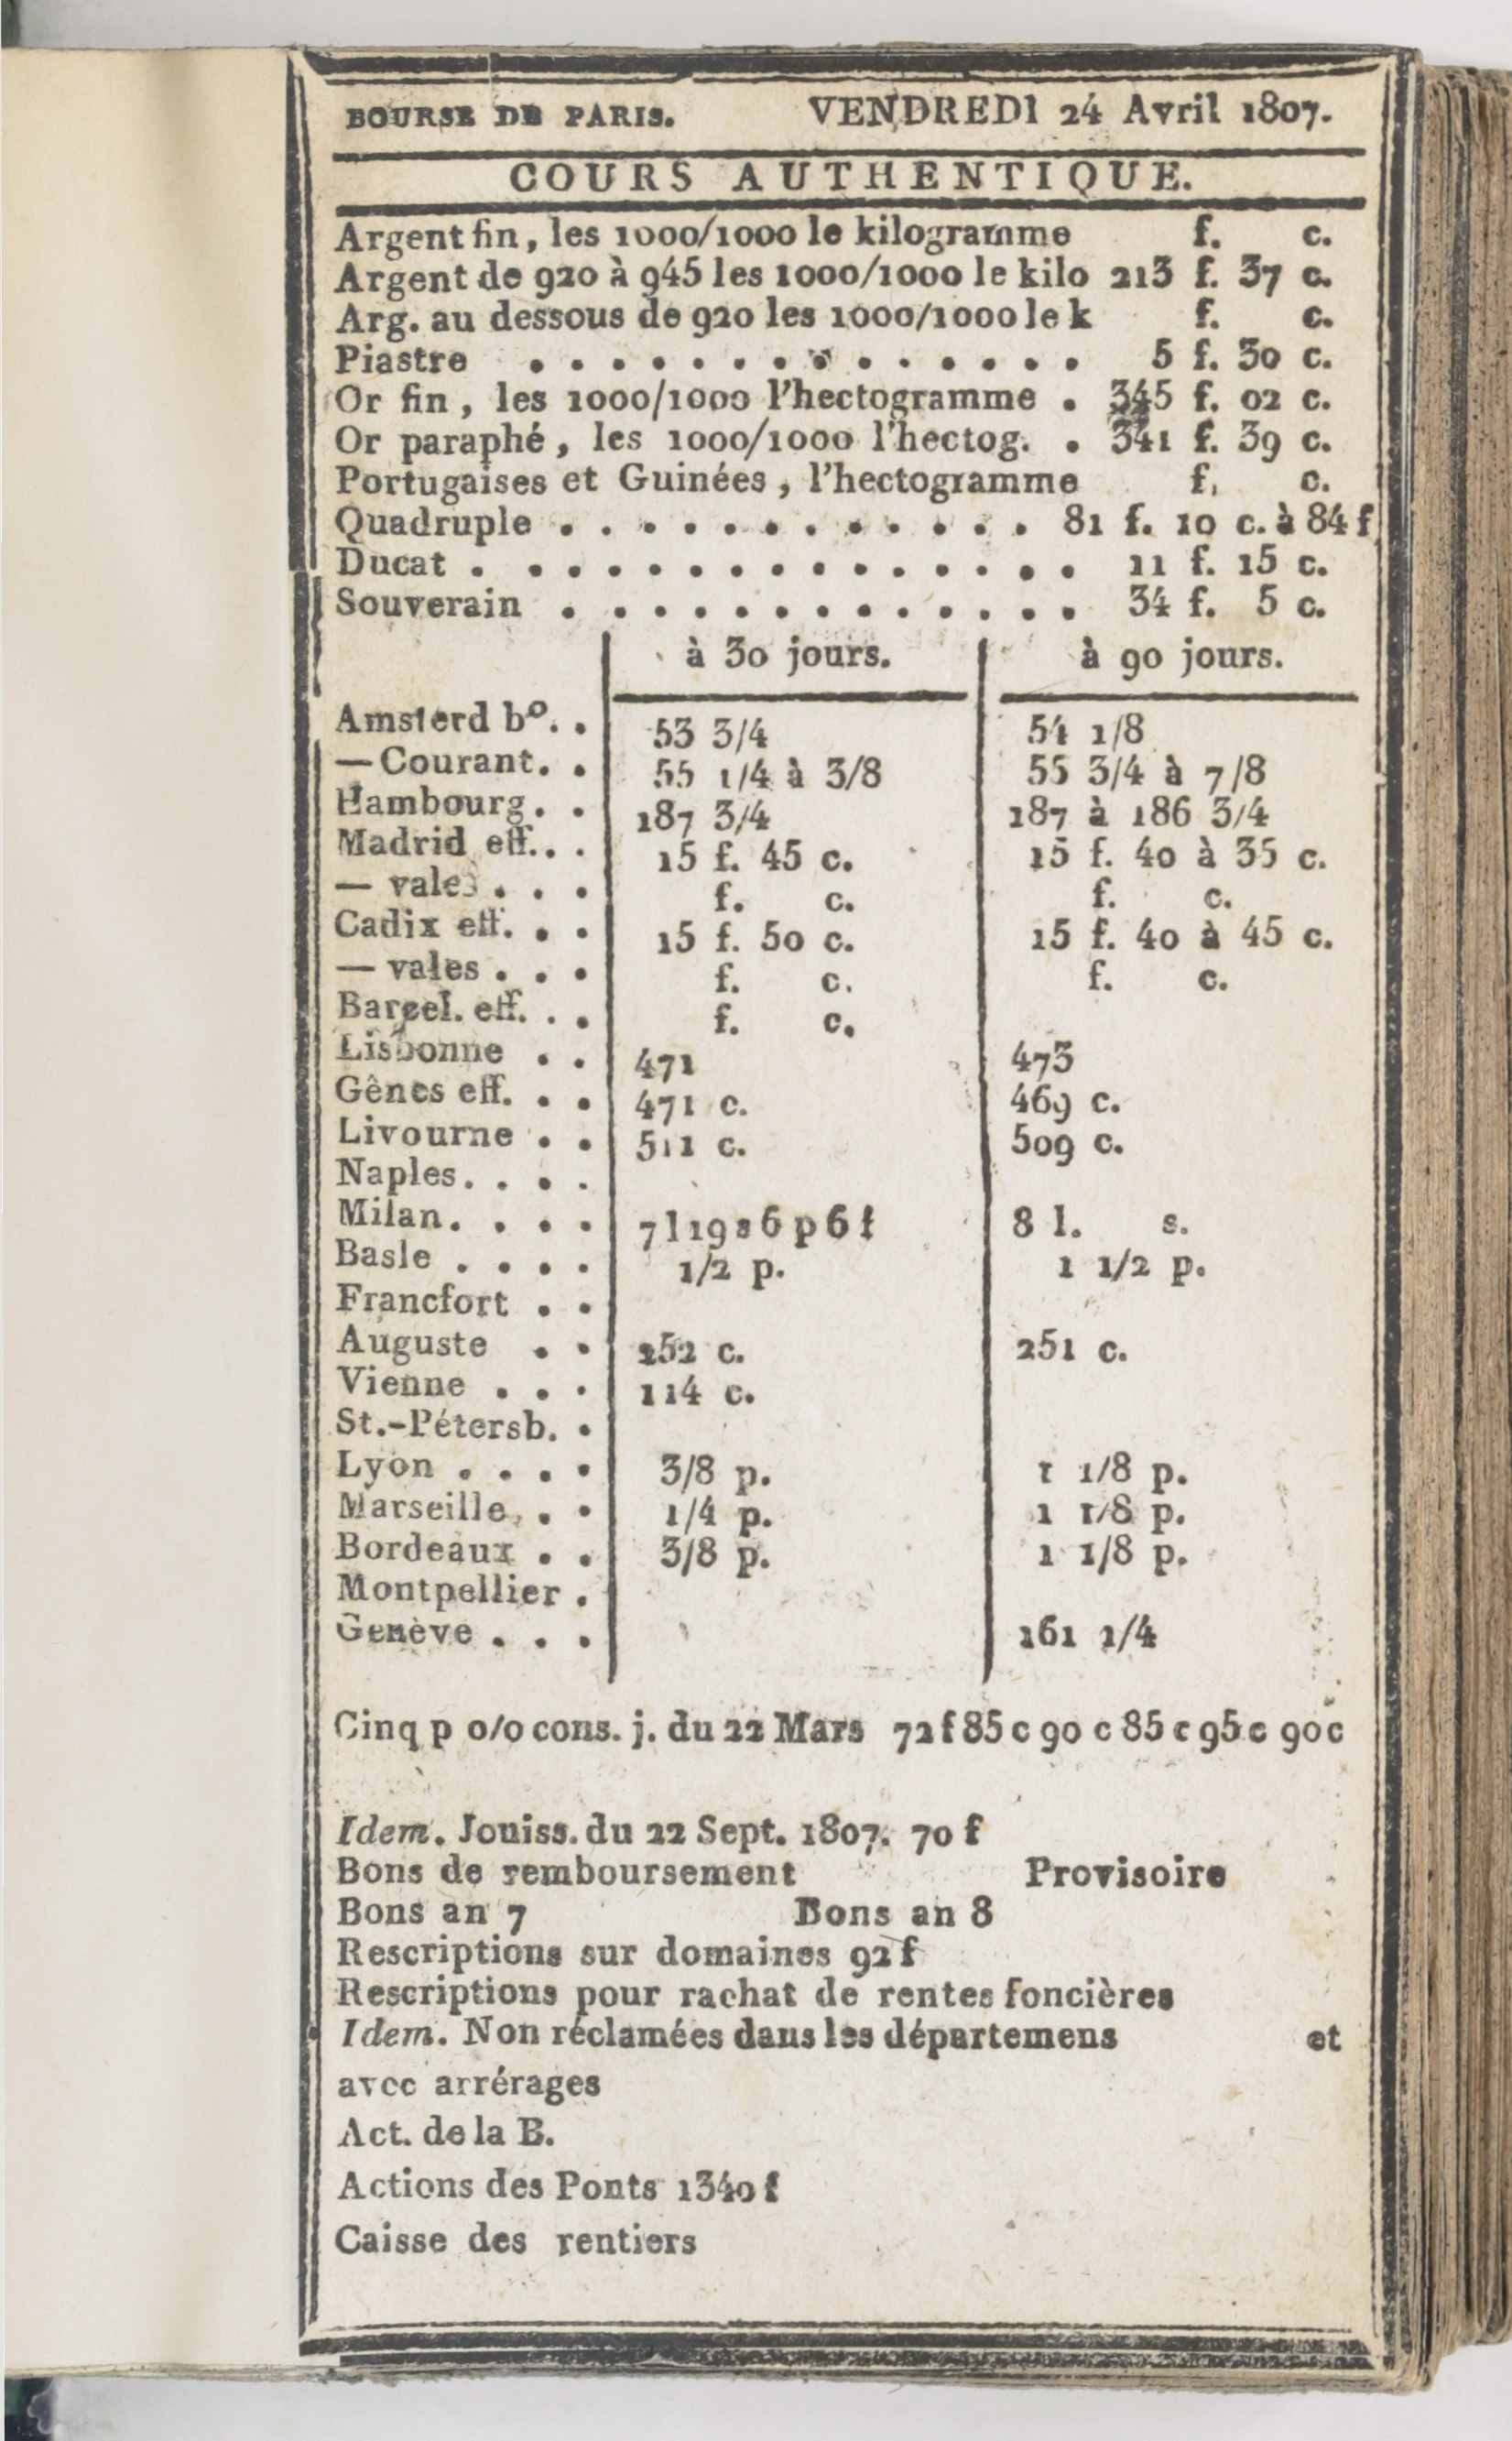 BOURSE DE PARIS. VENDREDI 24 Avril 1807.
COURS AUTHENTIQUE.
Argent fin, les 1000/1000 le kilogramme f. c.
Argent de 920 à 945 les 1000/1000 le kilo 213 f. 37 c.
Arg. au dessous de 920 les 1000/1000 le k f. c.
Piastre . . . . . . . . . . . . . . 5 f. 30 c.
Or fin, les 1000/1000 l'hectogramme . 345 f. 02 c.
Or paraphé, les 1000/1000 l'hectog. . 341 f. 39 c.
Portugaises et Guinées, l'hectogramme f. c.
Quadruple . . . . . . . . . . . . 81 f. 10 c. à 84 f
Ducat . . . . . . . . . . . . . . . 11 f. 15 c.
Souverain . . . . . . . . . . . . . 34 f. 5 c.
à 30 jours. à 90 jours.
Amsterd bº. . 53 3/4 54 1/8
—Courant. . 55 1/4 à 3/8 55 3/4 à 7/8
Hambourg. . 187 3/4 187 à 186 3/4
Madrid eff.. . 15 f. 45 c. 15 f. 40 à 35 c.
— vales . . . f. c. f. c.
Cadix eff. . . 15 f. 50 c. 15 f. 40 à 45 c.
— vales . . . f. c. f. c.
Barcel. eff. . . f. c.
Lisbonne . . 471 473
Gênes eff. . . 471 c. 469 c.
Livourne . . 511 c. 509 c.
Naples. . . .
Milan. . . . 7 l 19 s 6 p 6 f 8 l. s.
Basle . . . . 1/2 p. 1 1/2 p.
Francfort . .
Auguste . . 252 c. 251 c.
Vienne . . . 114 c.
St.-Pétersb. .
Lyon . . . . 3/8 p. 1 1/8 p.
Marseille, . . 1/4 p. 1 1/8 p.
Bordeaux . . 3/8 p. 1 1/8 p.
Montpellier .
Genève . . . 161 1/4
Cinq p 0/0 cons. j. du 22 Mars 72 f 85 c 90 c 85 c 95 c 90 c
Idem. Jouiss. du 22 Sept. 1807. 70 f
Bons de remboursement Provisoire
Bons an 7 Bons an 8
Rescriptions sur domaines 92 f
Rescriptions pour rachat de rentes foncières
Idem. Non réclamées dans les départemens et
avec arrérages
Act. de la B.
Actions des Ponts 1340 f
Caisse des rentiers